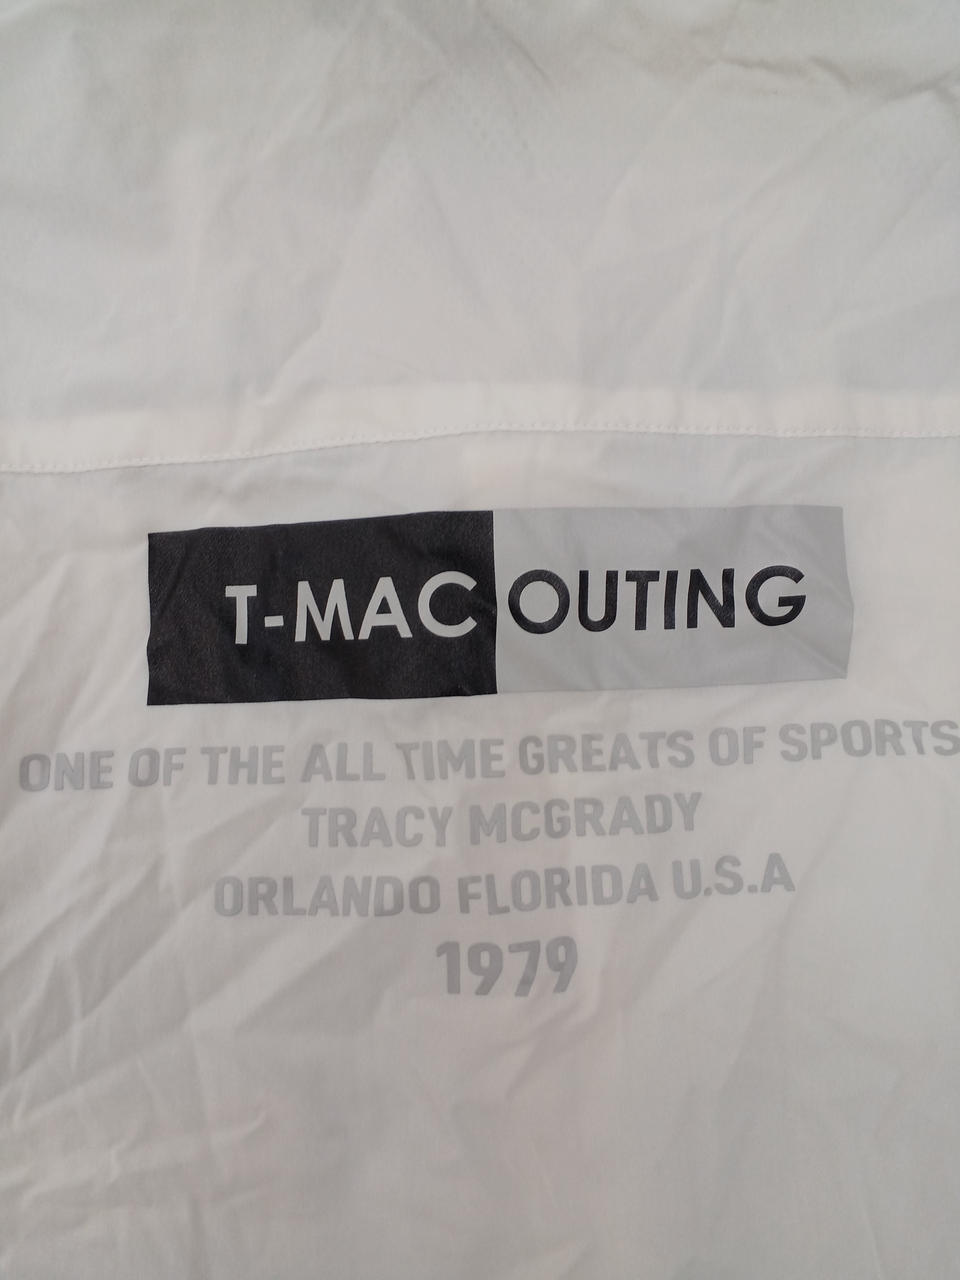 T-MAC OUTING
ONE OF THE ALL TIME GREATS OF SPORTS
TRACY MCGRADY
ORLANDO FLORIDA U.S.A
1979